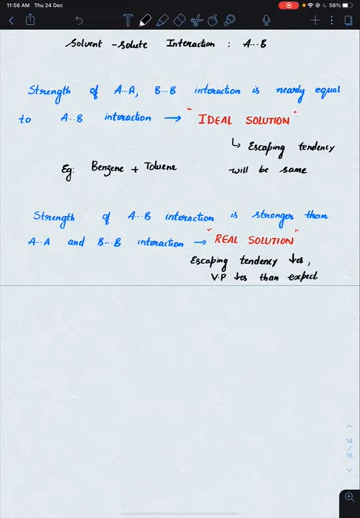 11:56 AM Thu 24 Dec
58%
Solvent - solute Interaction : A...B
Strength of A...A, B...B interaction is nearly equal
to A...B interaction → "IDEAL SOLUTION"
↳ Escaping tendency
will be same
Eg: Benzene + Toluene
Strength of A...B interaction is stronger than
A...A and B...B interaction → "REAL SOLUTION"
Escaping tendency ↓es,
V.P ↓es than expect
14
/
15